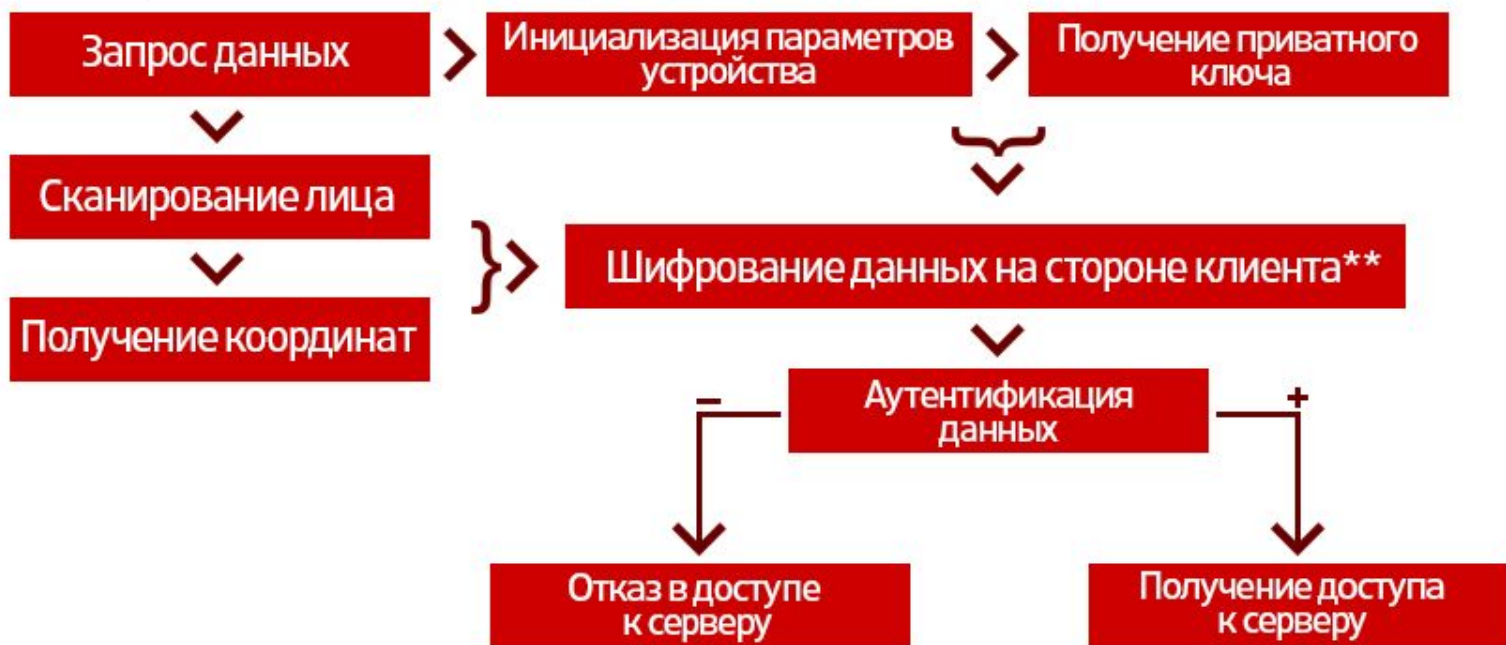 Запрос данных
Инициализация параметров
устройства
Получение приватного
ключа
Сканирование лица
Шифрование данных на стороне клиента**
Получение координат
Аутентификация
данных
–
+
Отказ в доступе
к серверу
Получение доступа
к серверу